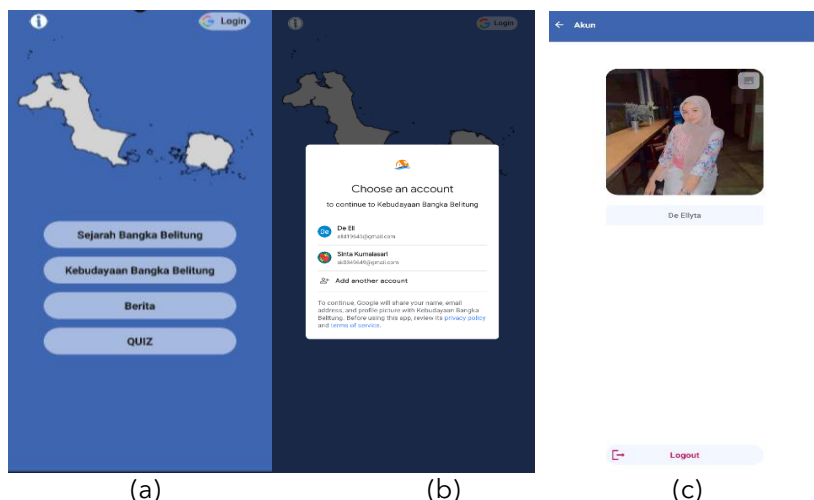 Login
Sejarah Bangka Belitung
Kebudayaan Bangka Belitung
Berita
QUIZ
(a)
Login
Choose an account
to continue to Kebudayaan Bangka Belitung
De
De Ell
Sinta Kumalasari
Add another account
To continue, Google will share your name, email
address, and profile picture with Kebudayaan Bangka
Belitung. Before using this app, review its privacy policy
and terms of service.
(b)
Akun
De Ellyta
Logout
(c)